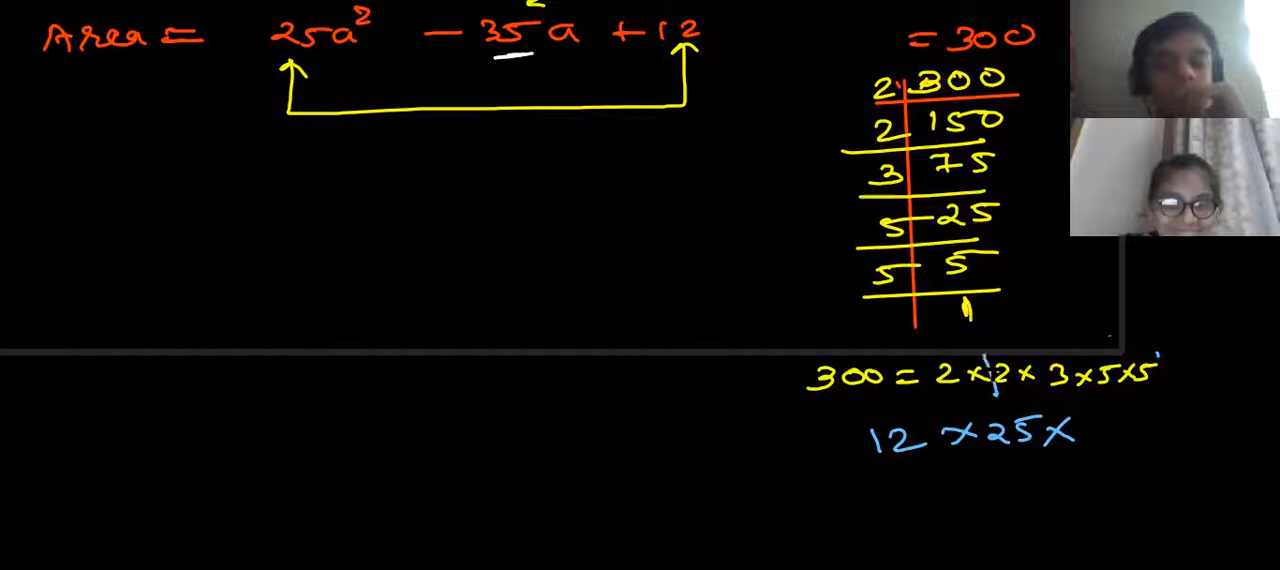 Area = 25a² - 35a + 12
= 300
2 300
2 150
3 75
5 25
5 5
1
300 = 2 × 2 × 3 × 5 × 5
12 × 25 ×